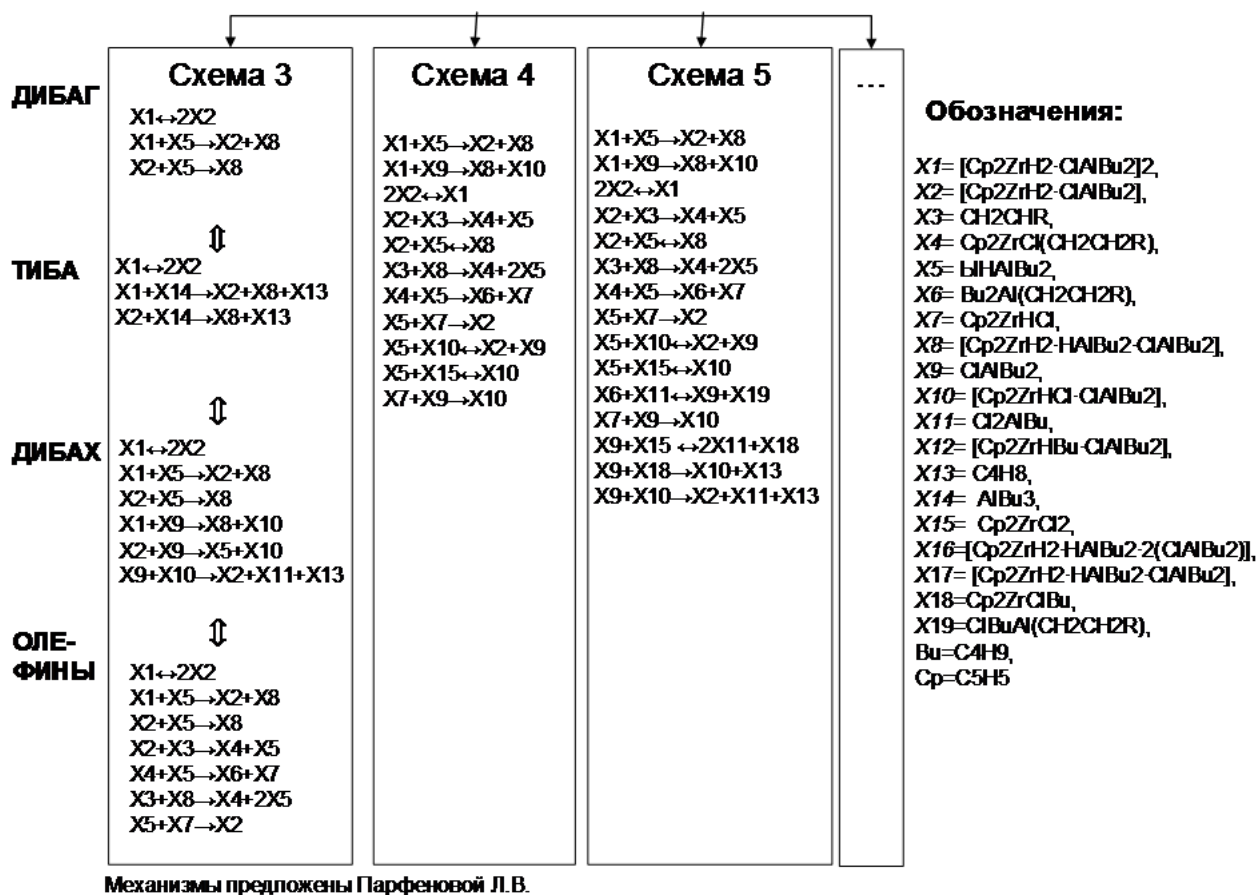 Схема 3
ДИБАГ
X1↔2X2
X1+X5→X2+X8
X2+X5→X8
⇕
ТИБА
X1↔2X2
X1+X14→X2+X8+X13
X2+X14→X8+X13
⇕
ДИБАХ
X1↔2X2
X1+X5→X2+X8
X2+X5→X8
X1+X9→X8+X10
X2+X9→X5+X10
X9+X10→X2+X11+X13
⇕
ОЛЕ-
ФИНЫ
X1↔2X2
X1+X5→X2+X8
X2+X5→X8
X2+X3→X4+X5
X4+X5→X6+X7
X3+X8→X4+2X5
X5+X7→X2
Схема 4
X1+X5→X2+X8
X1+X9→X8+X10
2X2↔X1
X2+X3→X4+X5
X2+X5↔X8
X3+X8→X4+2X5
X4+X5→X6+X7
X5+X7→X2
X5+X10↔X2+X9
X5+X15↔X10
X7+X9→X10
Схема 5
X1+X5→X2+X8
X1+X9→X8+X10
2X2↔X1
X2+X3→X4+X5
X2+X5↔X8
X3+X8→X4+2X5
X4+X5→X6+X7
X5+X7→X2
X5+X10↔X2+X9
X5+X15↔X10
X6+X11↔X9+X19
X7+X9→X10
X9+X15 ↔2X11+X18
X9+X18→X10+X13
X9+X10→X2+X11+X13
...
Обозначения:
X1= [Cp2ZrH2·ClAlBu2]2,
X2= [Cp2ZrH2·ClAlBu2],
X3= CH2CHR,
X4= Cp2ZrCl(CH2CH2R),
X5= ЫHAlBu2,
X6= Bu2Al(CH2CH2R),
X7= Cp2ZrHCl,
X8= [Cp2ZrH2·HAlBu2·ClAlBu2],
X9= ClAlBu2,
X10= [Cp2ZrHCl·ClAlBu2],
X11= Cl2AlBu,
X12= [Cp2ZrHBu·ClAlBu2],
X13= C4H8,
X14= AlBu3,
X15= Cp2ZrCl2,
X16=[Cp2ZrH2·HAlBu2·2(ClAlBu2)],
X17= [Cp2ZrH2·HAlBu2·ClAlBu2],
X18=Cp2ZrClBu,
X19=ClBuAl(CH2CH2R),
Bu=C4H9,
Cp=C5H5
Механизмы предложены Парфеновой Л.В.